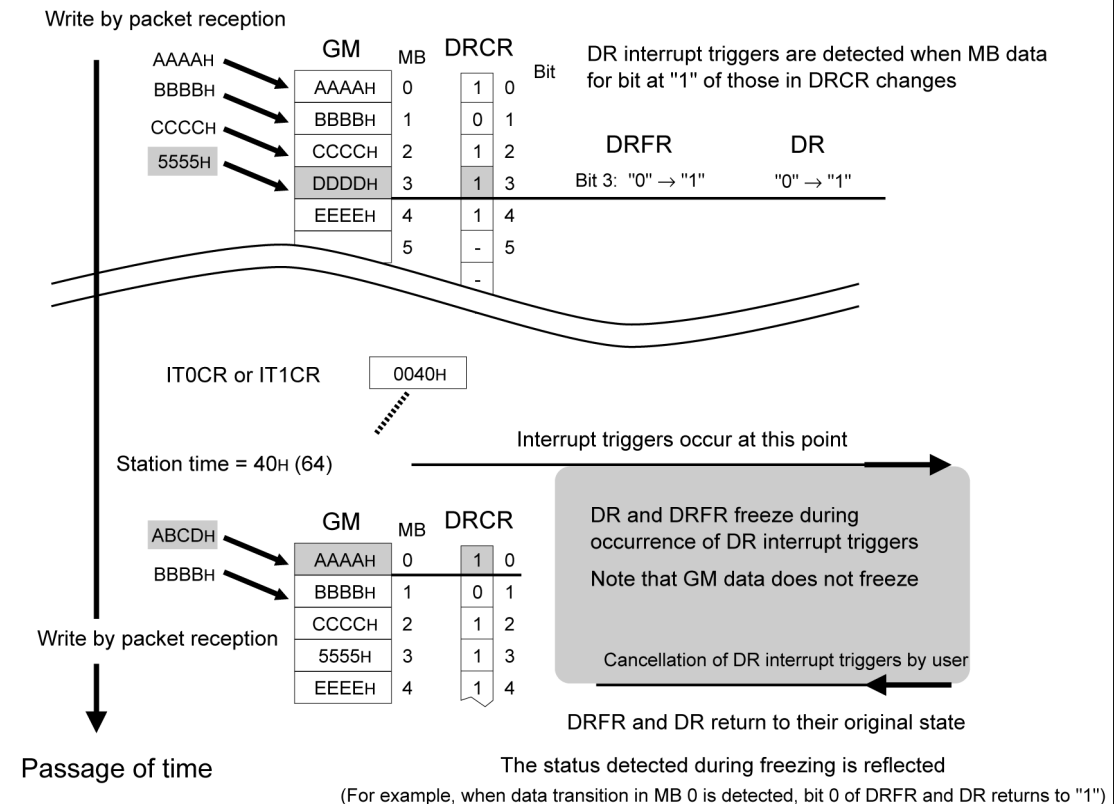 Write by packet reception
GM MB DRCR Bit
DR interrupt triggers are detected when MB data
for bit at "1" of those in DRCR changes
AAAAH AAAAH 0 1 0
BBBBH BBBBH 1 0 1
CCCCH CCCCH 2 1 2
5555H DDDDH 3 1 3
EEEEH 4 1 4
5 - 5
-
DRFR DR
Bit 3: "0" → "1" "0" → "1"
IT0CR or IT1CR 0040H
Interrupt triggers occur at this point
Station time = 40H (64)
GM MB DRCR
ABCDH AAAAH 0 1 0
BBBBH BBBBH 1 0 1
CCCCH 2 1 2
5555H 3 1 3
EEEEH 4 1 4
Write by packet reception
DR and DRFR freeze during
occurrence of DR interrupt triggers
Note that GM data does not freeze
Cancellation of DR interrupt triggers by user
DRFR and DR return to their original state
Passage of time
The status detected during freezing is reflected
(For example, when data transition in MB 0 is detected, bit 0 of DRFR and DR returns to "1")